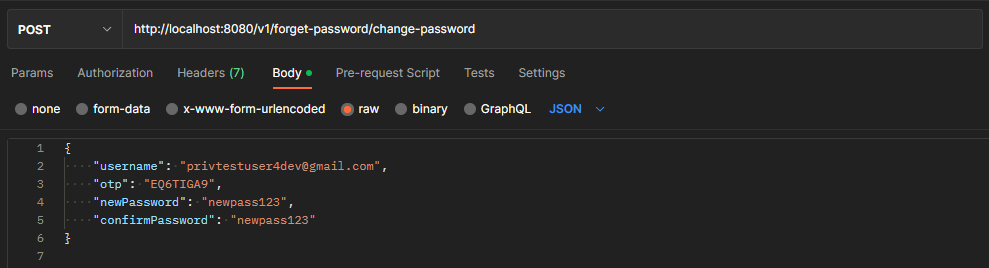 POST http://localhost:8080/v1/forget-password/change-password
Params Authorization Headers (7) Body Pre-request Script Tests Settings
none form-data x-www-form-urlencoded raw binary GraphQL JSON
1 {
2 "username": "privtestuser4dev@gmail.com",
3 "otp": "EQ6TIGA9",
4 "newPassword": "newpass123",
5 "confirmPassword": "newpass123"
6 }
7